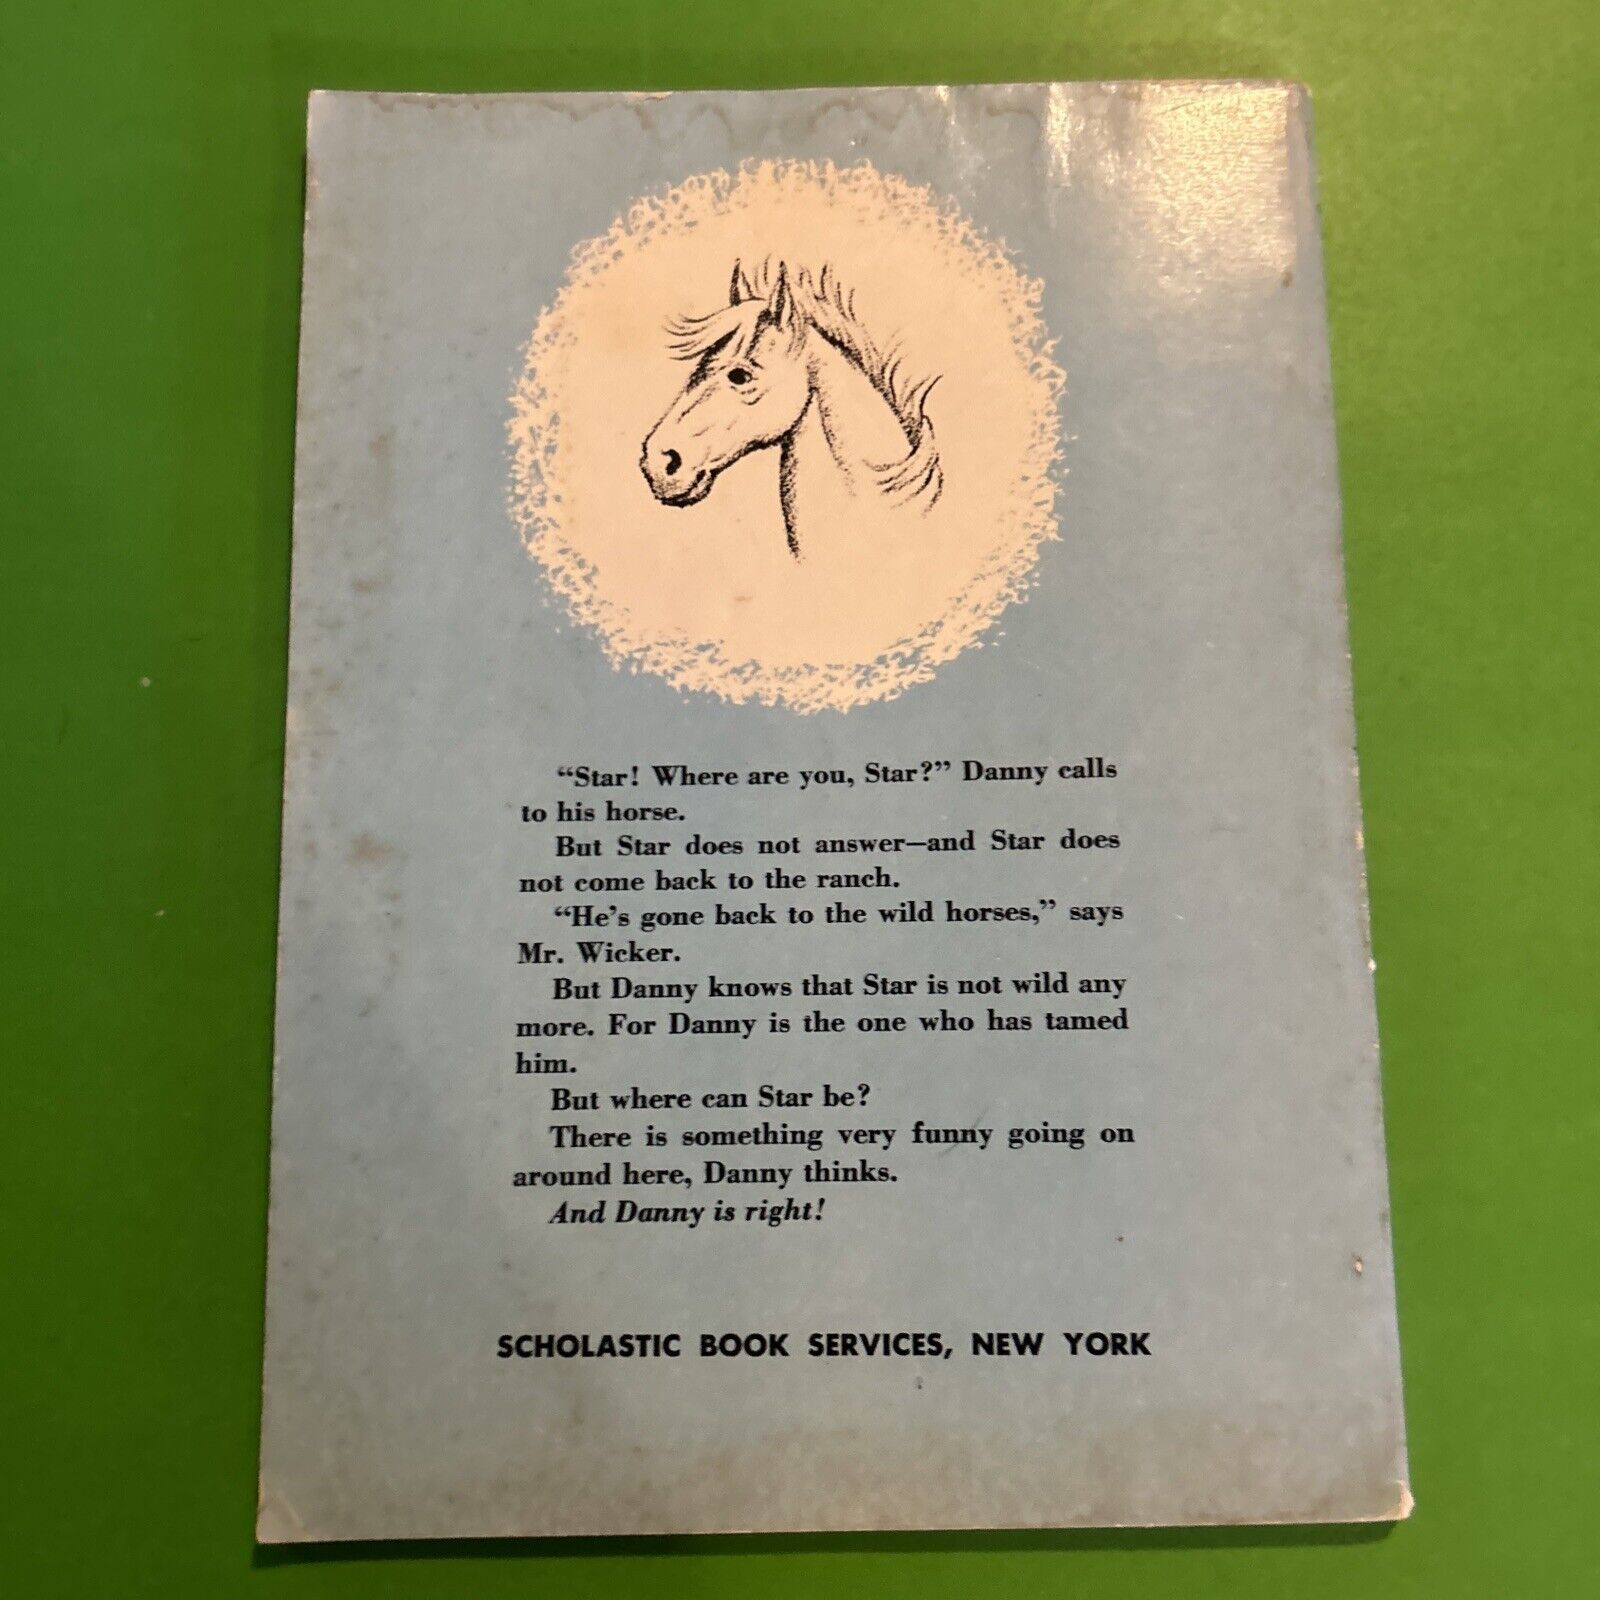 “Star! Where are you, Star?” Danny calls
to his horse.
But Star does not answer—and Star does
not come back to the ranch.
“He’s gone back to the wild horses,” says
Mr. Wicker.
But Danny knows that Star is not wild any
more. For Danny is the one who has tamed
him.
But where can Star be?
There is something very funny going on
around here, Danny thinks.
And Danny is right!
SCHOLASTIC BOOK SERVICES, NEW YORK